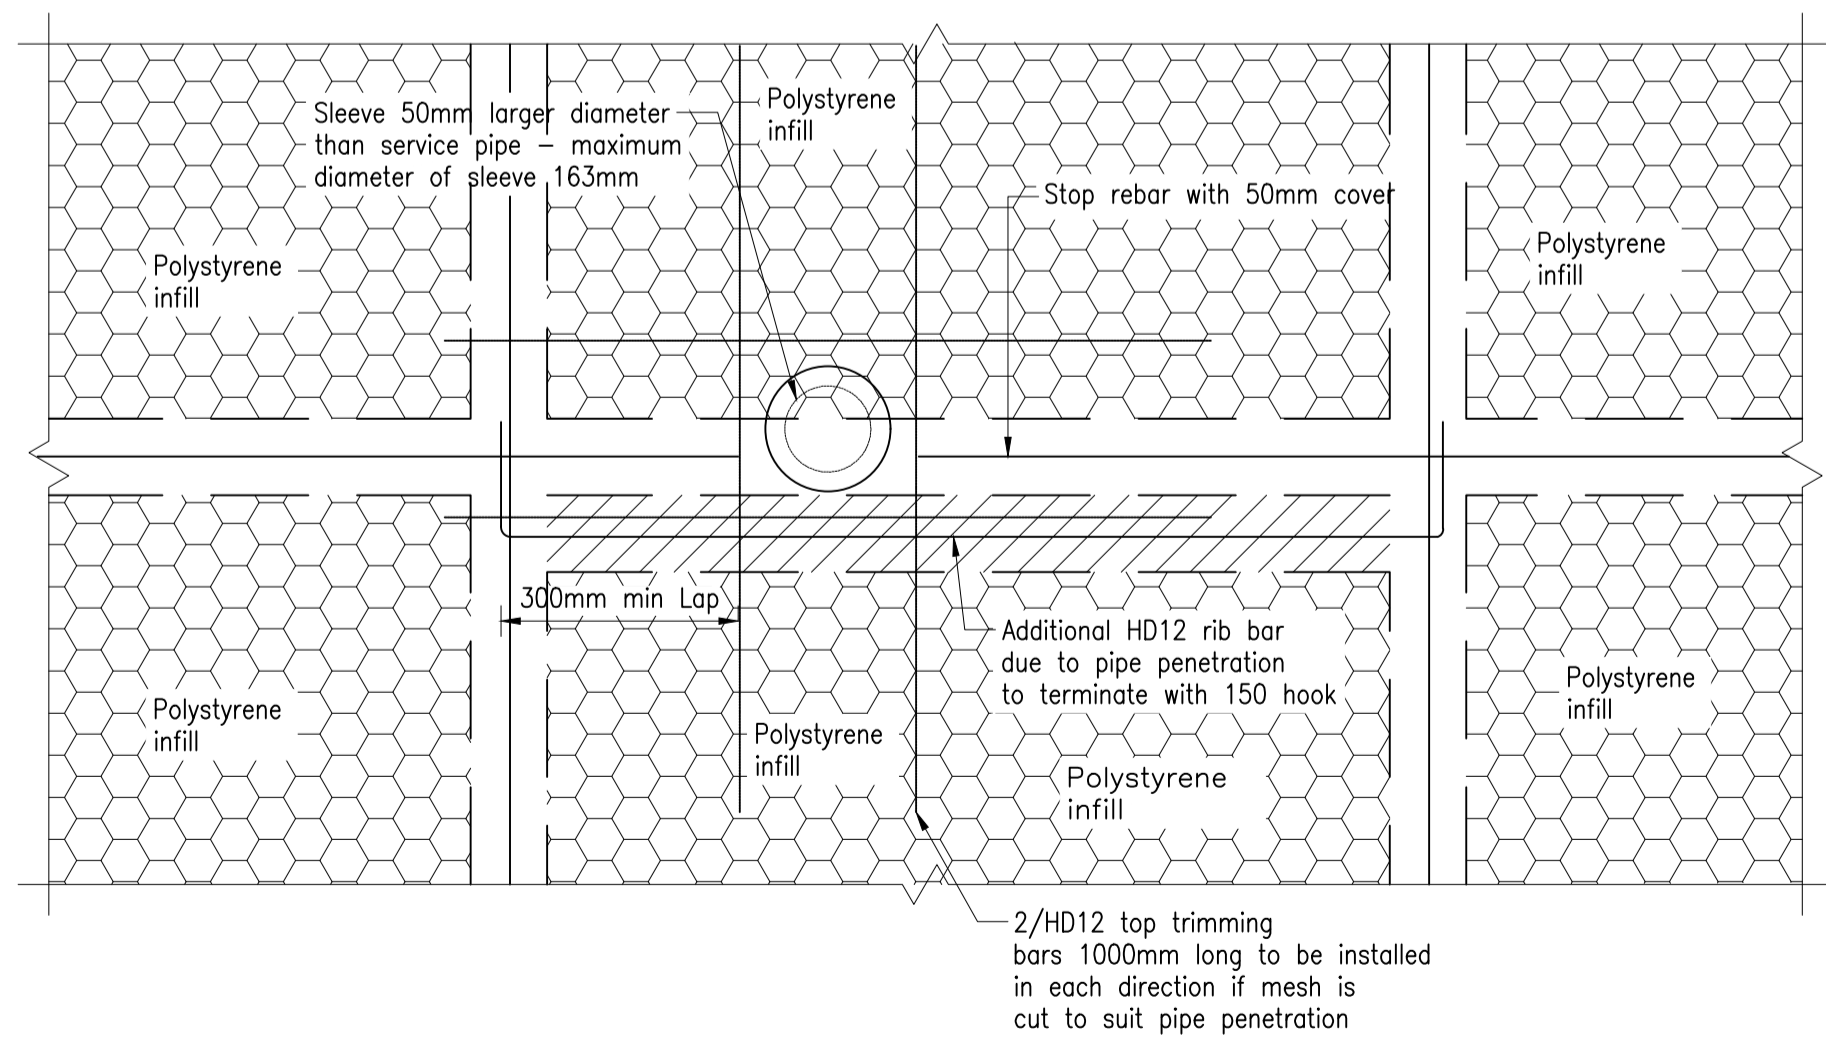 Sleeve 50mm larger diameter
than service pipe – maximum
diameter of sleeve 163mm
Polystyrene
infill
Stop rebar with 50mm cover
Polystyrene
infill
Polystyrene
infill
300mm min Lap
Additional HD12 rib bar
due to pipe penetration
to terminate with 150 hook
Polystyrene
infill
Polystyrene
infill
Polystyrene
infill
Polystyrene
infill
2/HD12 top trimming
bars 1000mm long to be installed
in each direction if mesh is
cut to suit pipe penetration